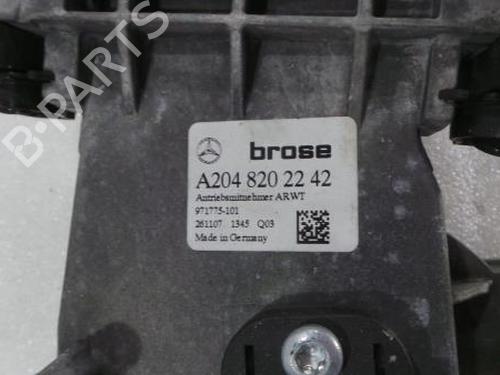 B-PARTS
brose
A204 820 22 42
Antriebsmitnehmer ARWT
971775-101
261107 1345 Q03
Made in Germany